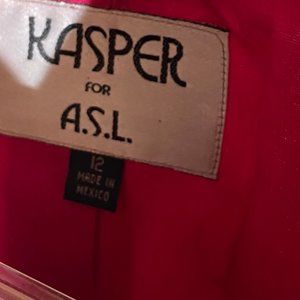 KASPER
FOR
A.S.L.
12
MADE IN
MEXICO